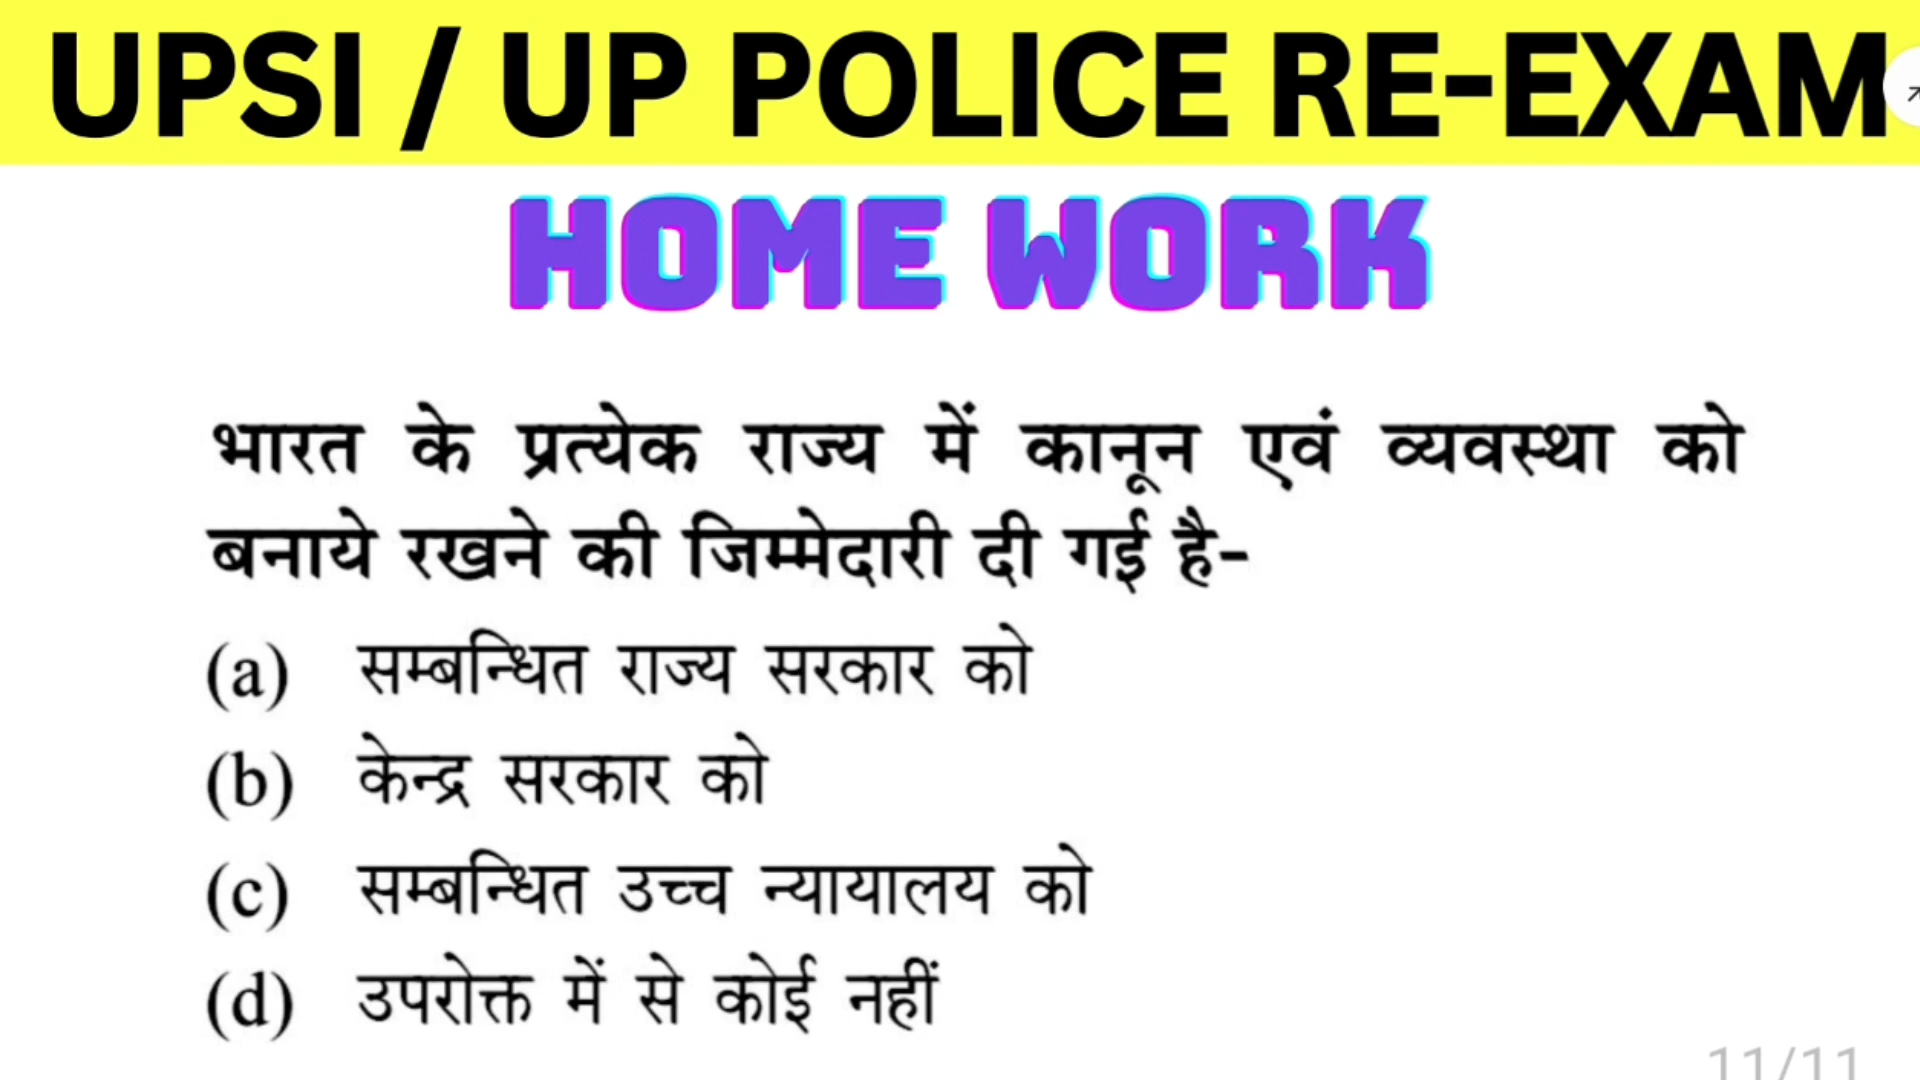 UPSI / UP POLICE RE-EXAM
HOME WORK
भारत के प्रत्येक राज्य में कानून एवं व्यवस्था को
बनाये रखने की जिम्मेदारी दी गई है-
(a) सम्बन्धित राज्य सरकार को
(b) केन्द्र सरकार को
(c) सम्बन्धित उच्च न्यायालय को
(d) उपरोक्त में से कोई नहीं
11/11